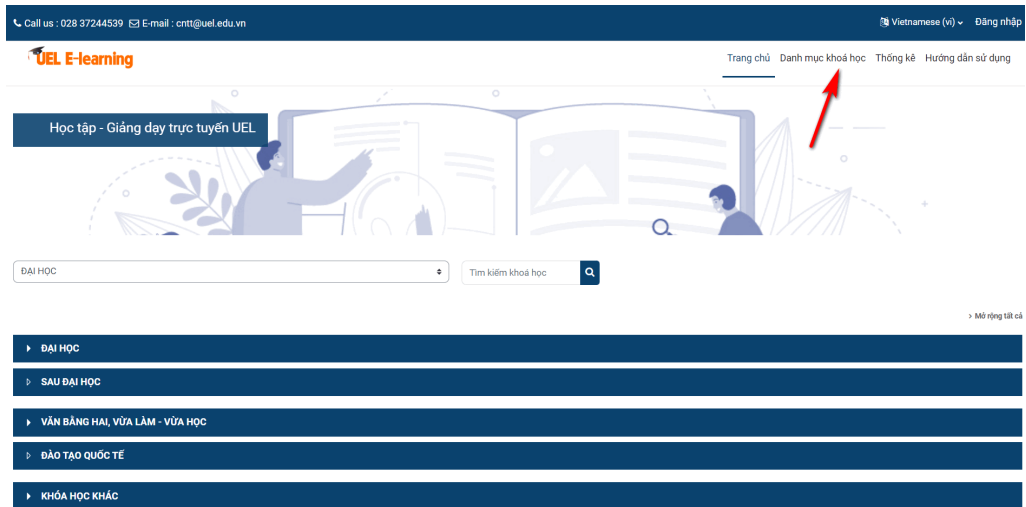 Call us : 028 37244539 E-mail : cntt@uel.edu.vn Vietnamese (vi) Đăng nhập
UEL E-learning Trang chủ Danh mục khoá học Thống kê Hướng dẫn sử dụng
Học tập - Giảng dạy trực tuyến UEL
ĐẠI HỌC Tìm kiếm khoá học
Mở rộng tất cả
ĐẠI HỌC
SAU ĐẠI HỌC
VĂN BẰNG HAI, VỪA LÀM - VỪA HỌC
ĐÀO TẠO QUỐC TẾ
KHÓA HỌC KHÁC